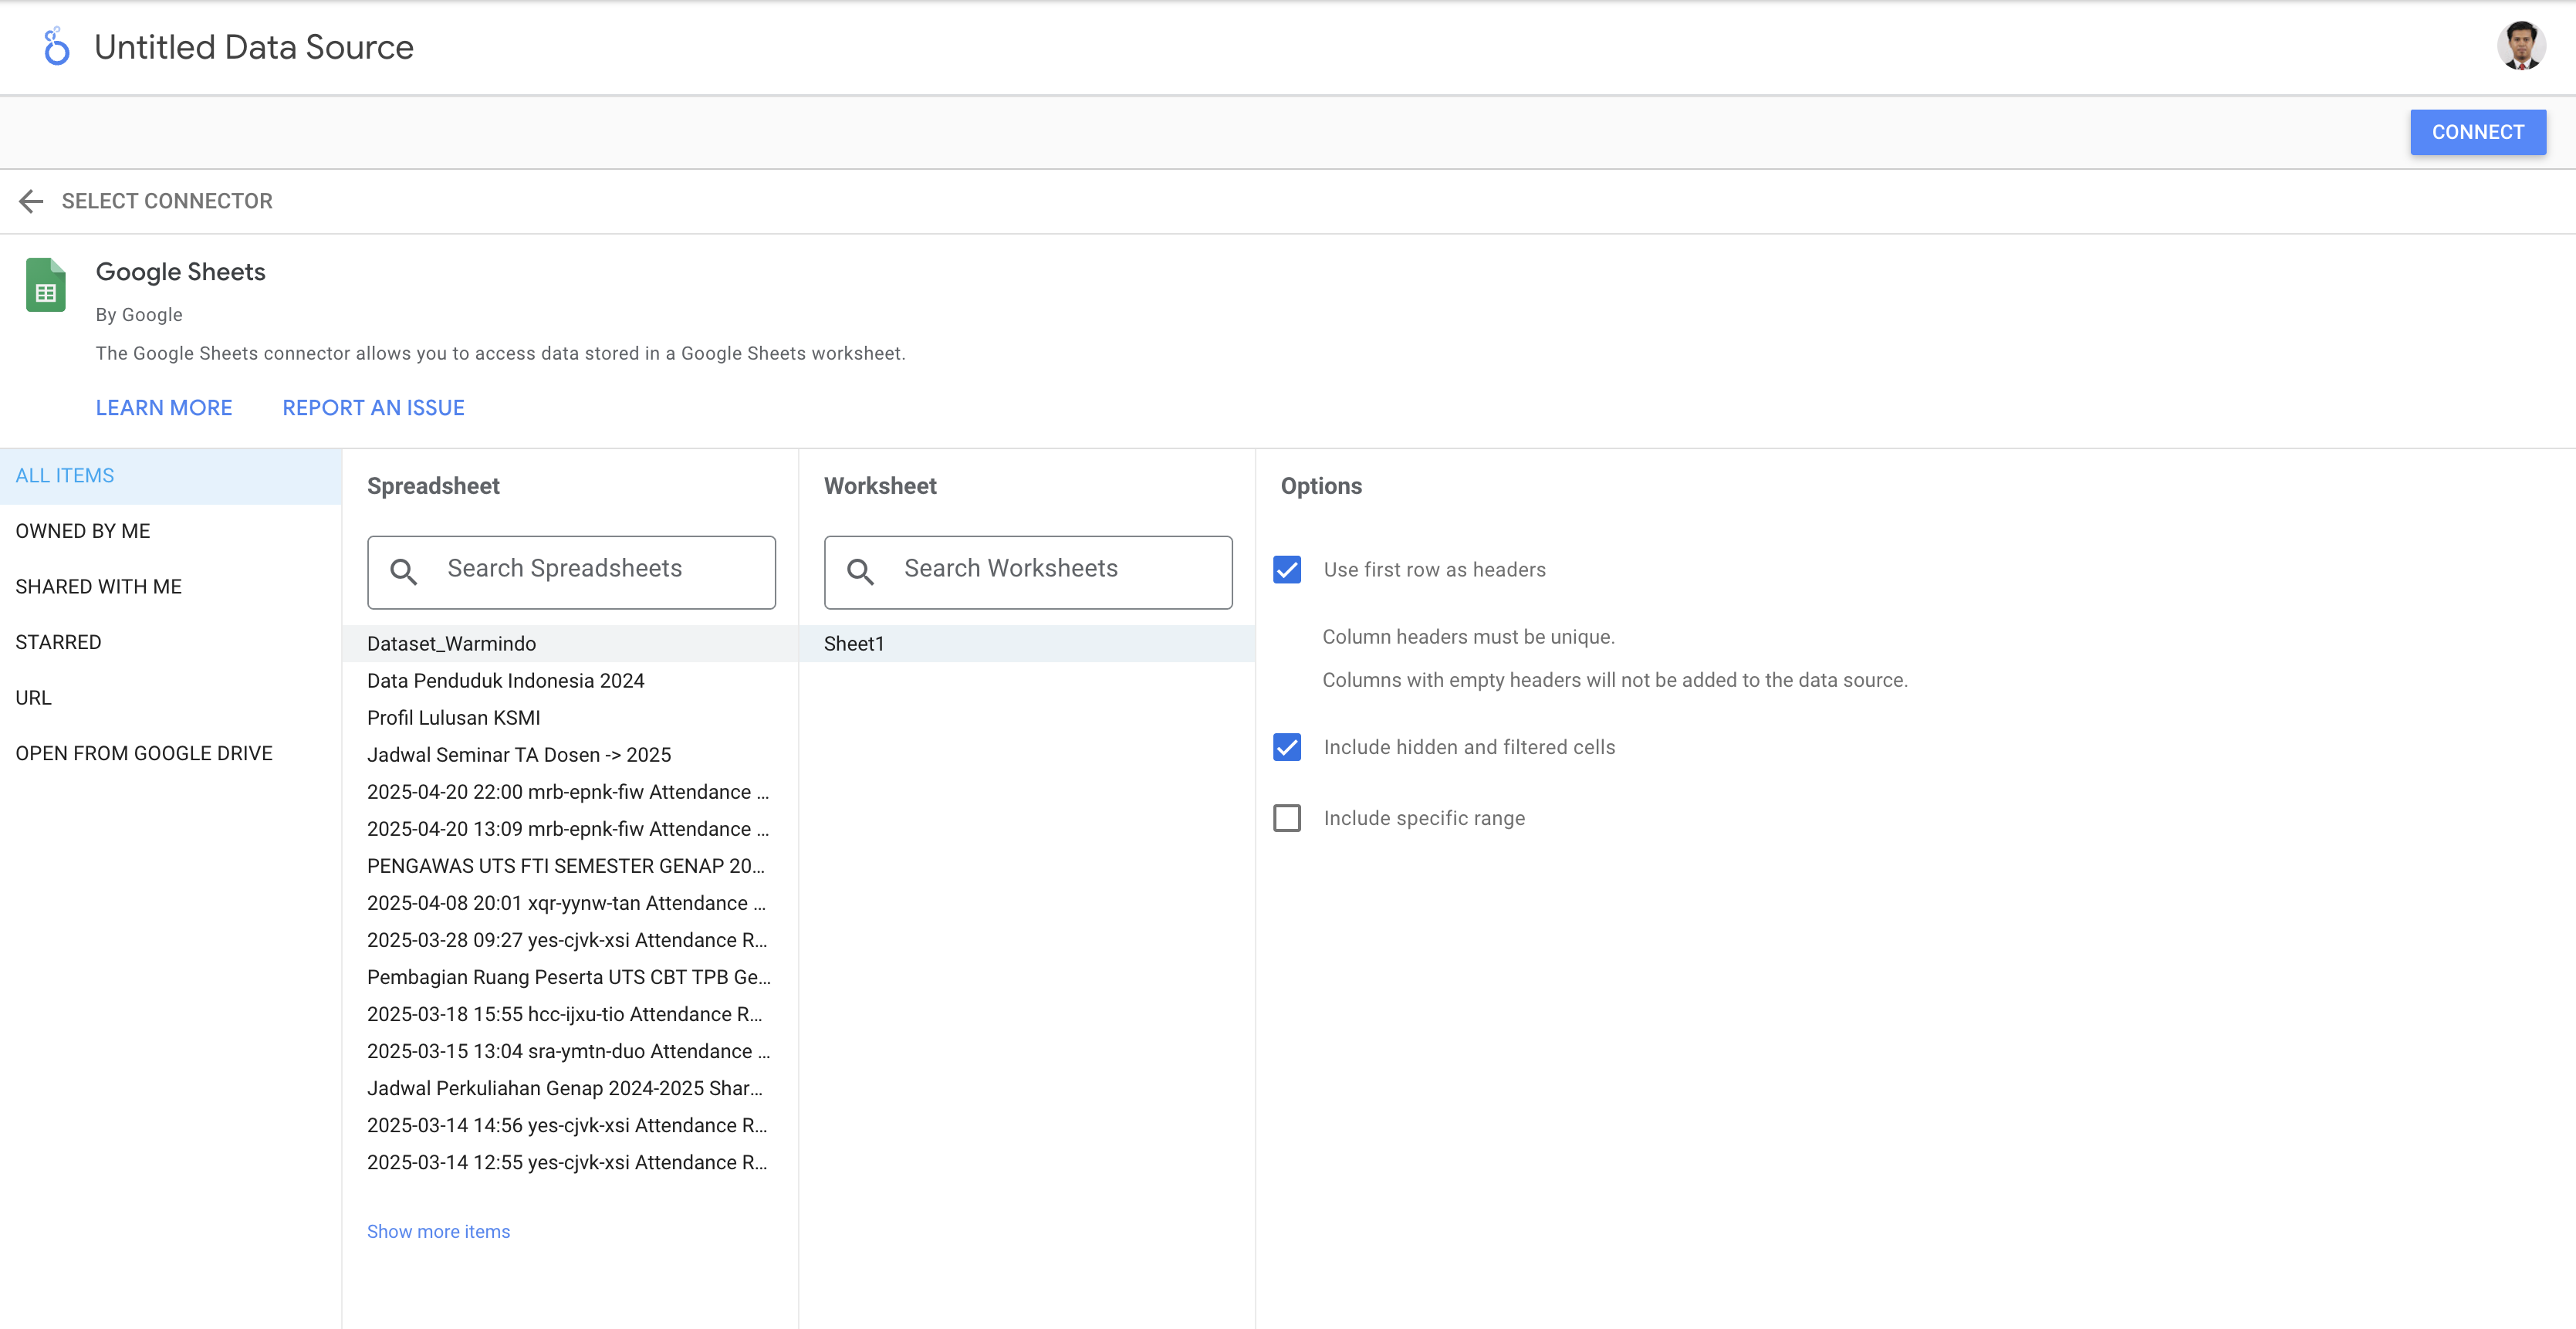 Untitled Data Source
CONNECT
SELECT CONNECTOR
Google Sheets
By Google
The Google Sheets connector allows you to access data stored in a Google Sheets worksheet.
LEARN MORE REPORT AN ISSUE
ALL ITEMS
OWNED BY ME
SHARED WITH ME
STARRED
URL
OPEN FROM GOOGLE DRIVE
Spreadsheet
Search Spreadsheets
Dataset_Warmindo
Data Penduduk Indonesia 2024
Profil Lulusan KSMI
Jadwal Seminar TA Dosen -> 2025
2025-04-20 22:00 mrb-epnk-fiw Attendance ...
2025-04-20 13:09 mrb-epnk-fiw Attendance ...
PENGAWAS UTS FTI SEMESTER GENAP 20...
2025-04-08 20:01 xqr-yynw-tan Attendance ...
2025-03-28 09:27 yes-cjvk-xsi Attendance R...
Pembagian Ruang Peserta UTS CBT TPB Ge...
2025-03-18 15:55 hcc-ijxu-tio Attendance R...
2025-03-15 13:04 sra-ymtn-duo Attendance ...
Jadwal Perkuliahan Genap 2024-2025 Shar...
2025-03-14 14:56 yes-cjvk-xsi Attendance R...
2025-03-14 12:55 yes-cjvk-xsi Attendance R...
Show more items
Worksheet
Search Worksheets
Sheet1
Options
Use first row as headers
Column headers must be unique.
Columns with empty headers will not be added to the data source.
Include hidden and filtered cells
Include specific range